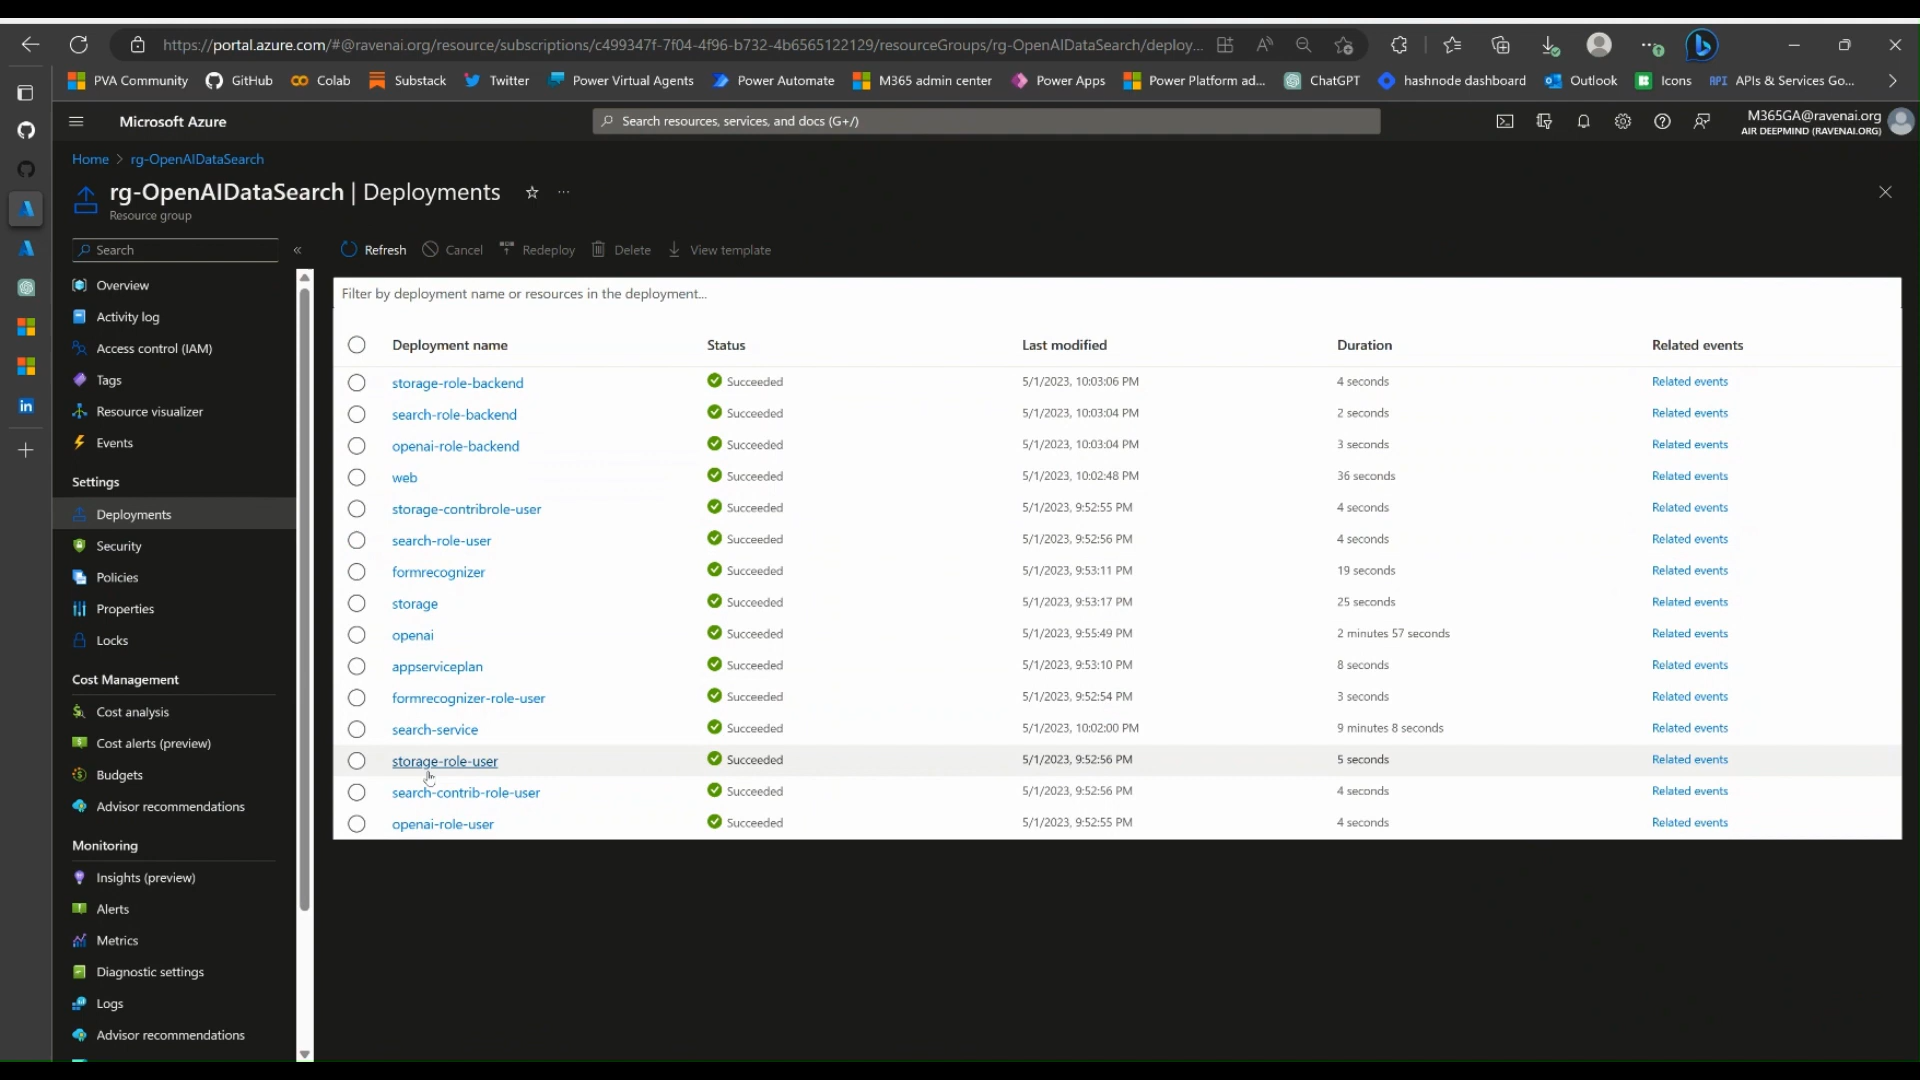 https://portal.azure.com/#@ravenai.org/resource/subscriptions/c499347f-7f04-4f96-b732-4b6565122129/resourceGroups/rg-OpenAIDataSearch/deploy...
PVA Community GitHub Colab Substack Twitter Power Virtual Agents Power Automate M365 admin center Power Apps Power Platform ad... ChatGPT hashnode dashboard Outlook Icons API APIs & Services Go...
Microsoft Azure
Search resources, services, and docs (G+/)
M365GA@ravenai.org
AIR DEEPMIND (RAVENAI.ORG)
Home > rg-OpenAIDataSearch
rg-OpenAIDataSearch | Deployments
Resource group
Search
Refresh Cancel Redeploy Delete View template
Overview
Activity log
Access control (IAM)
Tags
Resource visualizer
Events
Settings
Deployments
Security
Policies
Properties
Locks
Cost Management
Cost analysis
Cost alerts (preview)
Budgets
Advisor recommendations
Monitoring
Insights (preview)
Alerts
Metrics
Diagnostic settings
Logs
Advisor recommendations
Filter by deployment name or resources in the deployment...
Deployment name Status Last modified Duration Related events
storage-role-backend Succeeded 5/1/2023, 10:03:06 PM 4 seconds Related events
search-role-backend Succeeded 5/1/2023, 10:03:04 PM 2 seconds Related events
openai-role-backend Succeeded 5/1/2023, 10:03:04 PM 3 seconds Related events
web Succeeded 5/1/2023, 10:02:48 PM 36 seconds Related events
storage-contribrole-user Succeeded 5/1/2023, 9:52:55 PM 4 seconds Related events
search-role-user Succeeded 5/1/2023, 9:52:56 PM 4 seconds Related events
formrecognizer Succeeded 5/1/2023, 9:53:11 PM 19 seconds Related events
storage Succeeded 5/1/2023, 9:53:17 PM 25 seconds Related events
openai Succeeded 5/1/2023, 9:55:49 PM 2 minutes 57 seconds Related events
appserviceplan Succeeded 5/1/2023, 9:53:10 PM 8 seconds Related events
formrecognizer-role-user Succeeded 5/1/2023, 9:52:54 PM 3 seconds Related events
search-service Succeeded 5/1/2023, 10:02:00 PM 9 minutes 8 seconds Related events
storage-role-user Succeeded 5/1/2023, 9:52:56 PM 5 seconds Related events
search-contrib-role-user Succeeded 5/1/2023, 9:52:56 PM 4 seconds Related events
openai-role-user Succeeded 5/1/2023, 9:52:55 PM 4 seconds Related events